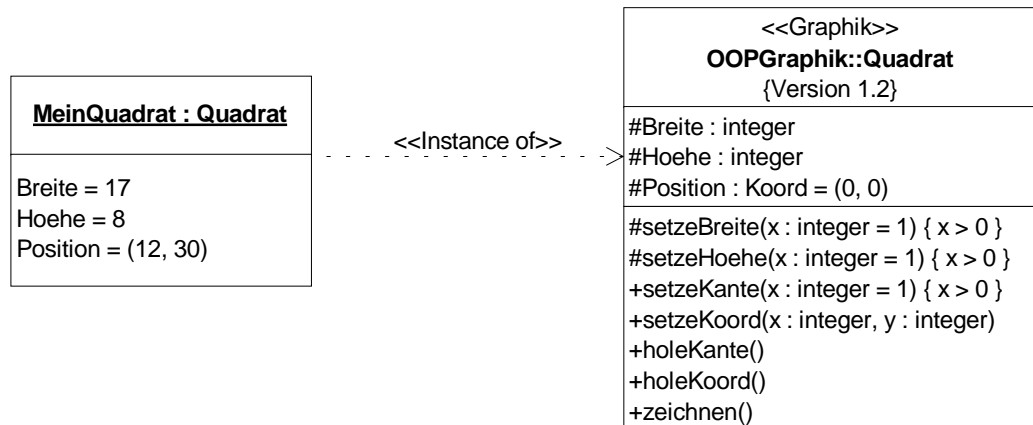 MeinQuadrat : Quadrat
Breite = 17
Hoehe = 8
Position = (12, 30)
<<Instance of>>
<<Graphik>>
OOPGraphik::Quadrat
{Version 1.2}
#Breite : integer
#Hoehe : integer
#Position : Koord = (0, 0)
#setzeBreite(x : integer = 1) { x > 0 }
#setzeHoehe(x : integer = 1) { x > 0 }
+setzeKante(x : integer = 1) { x > 0 }
+setzeKoord(x : integer, y : integer)
+holeKante()
+holeKoord()
+zeichnen()